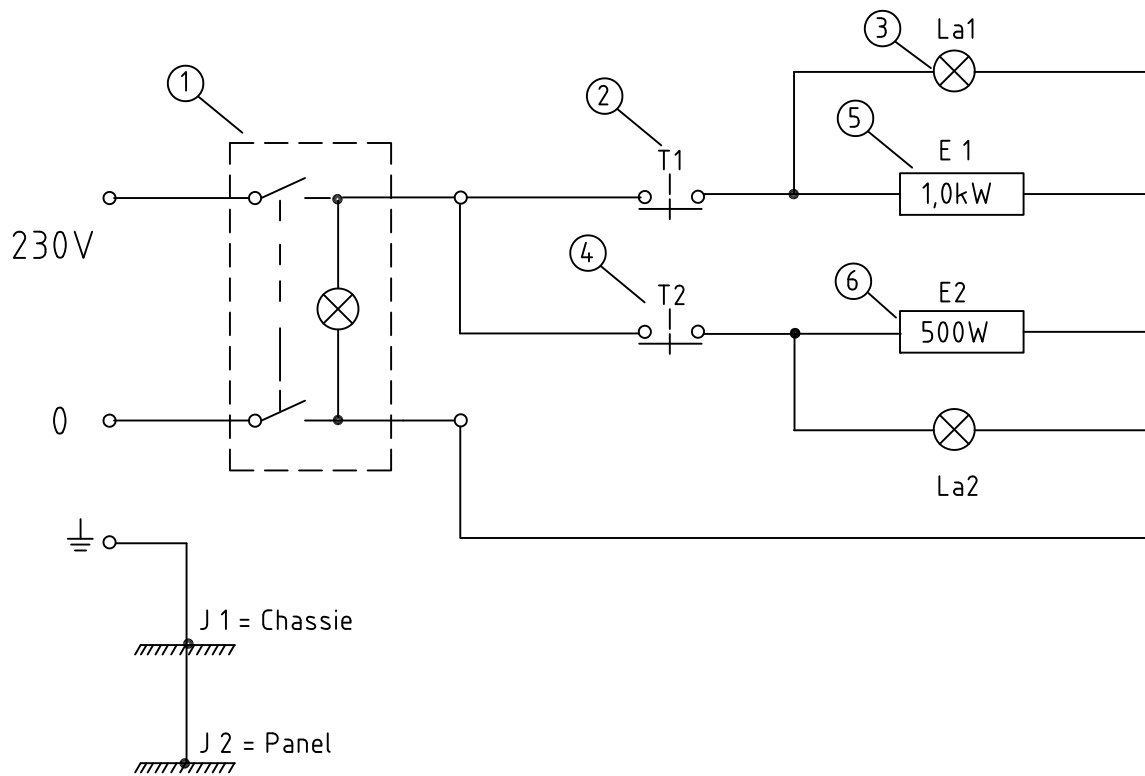 3
La1
1
2
5
T1
E 1
1,0kW
230V
4
6
T2
E2
500W
0
La2
J 1 = Chassie
J 2 = Panel